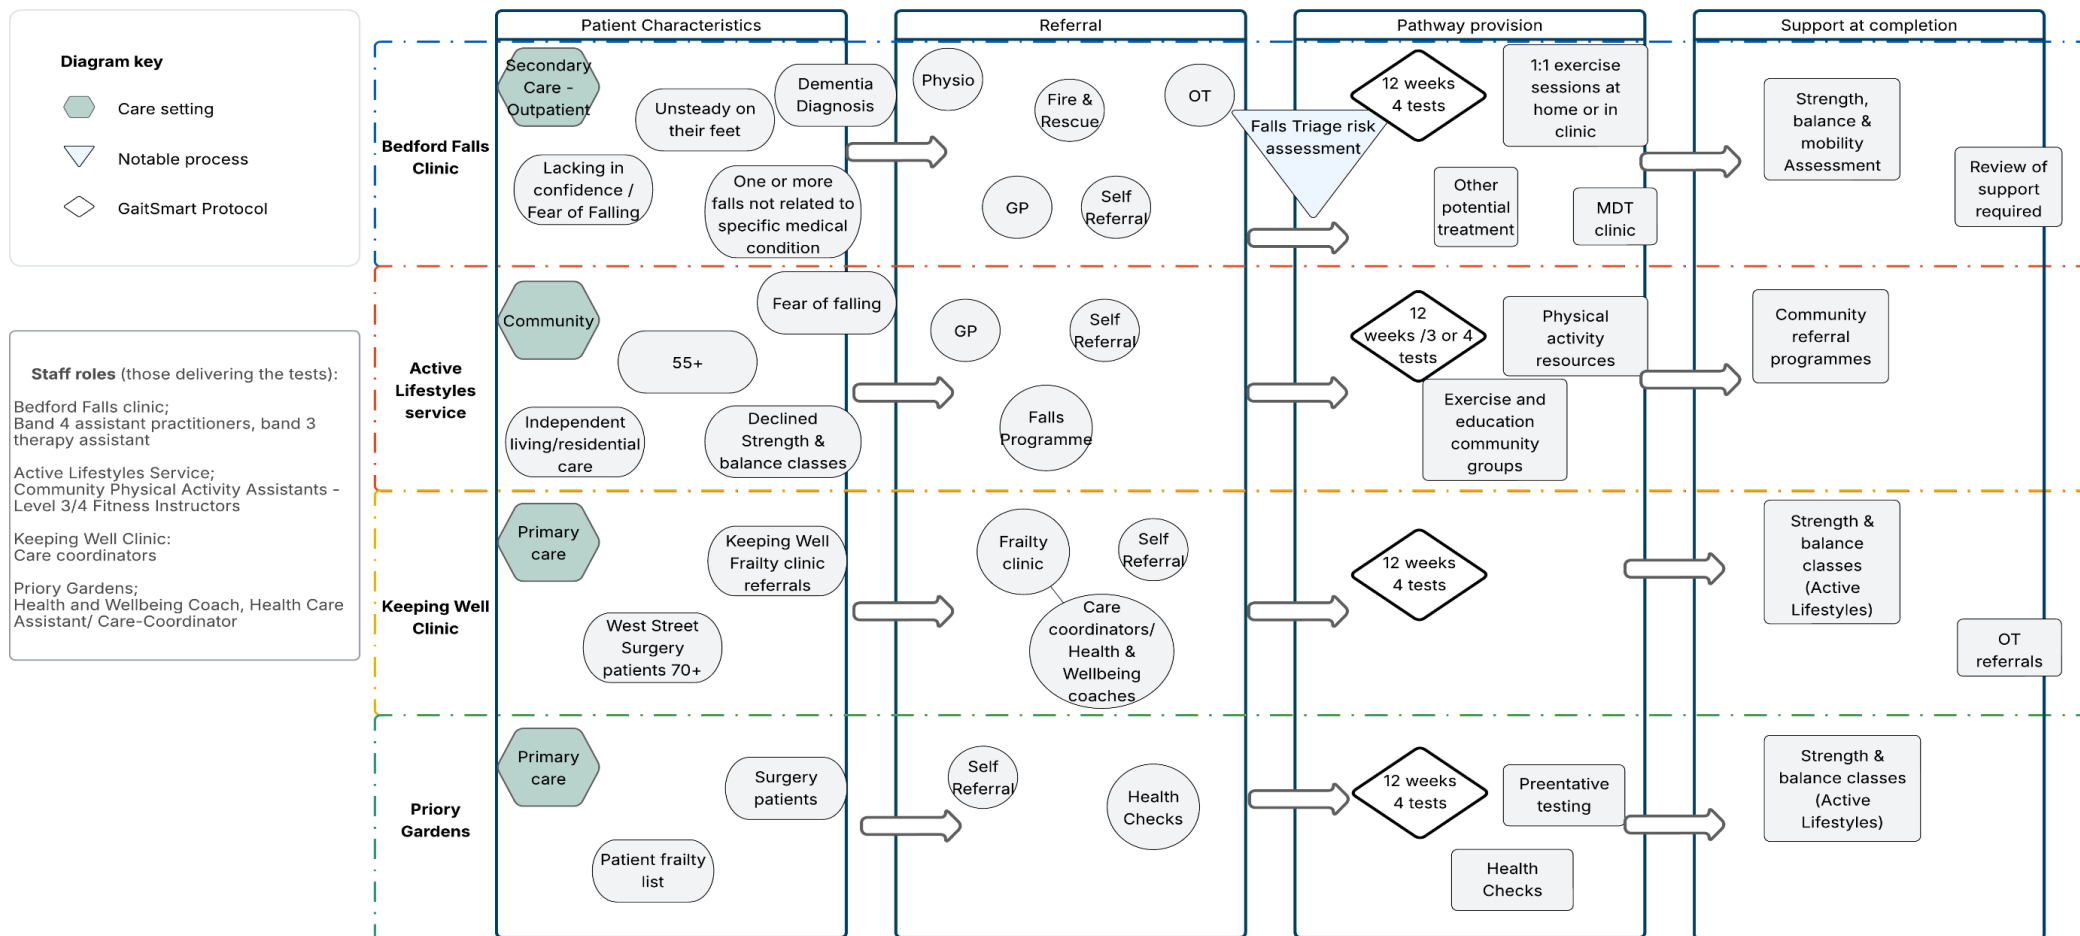 Diagram key
Care setting
Notable process
GaitSmart Protocol
Staff roles (those delivering the tests):
Bedford Falls clinic;
Band 4 assistant practitioners, band 3
therapy assistant
Active Lifestyles Service;
Community Physical Activity Assistants -
Level 3/4 Fitness Instructors
Keeping Well Clinic:
Care coordinators
Priory Gardens;
Health and Wellbeing Coach, Health Care
Assistant/ Care-Coordinator
Patient Characteristics
Referral
Pathway provision
Support at completion
Bedford Falls
Clinic
Secondary
Care -
Outpatient
Unsteady on
their feet
Dementia
Diagnosis
Lacking in
confidence /
Fear of Falling
One or more
falls not related to
specific medical
condition
Physio
Fire &
Rescue
OT
GP
Self
Referral
Falls Triage risk
assessment
12 weeks
4 tests
1:1 exercise
sessions at
home or in
clinic
Other
potential
treatment
MDT
clinic
Strength,
balance &
mobility
Assessment
Review of
support
required
Active
Lifestyles
service
Community
Fear of falling
55+
Independent
living/residential
care
Declined
Strength &
balance classes
GP
Self
Referral
Falls
Programme
12
weeks /3 or 4
tests
Physical
activity
resources
Exercise and
education
community
groups
Community
referral
programmes
Keeping Well
Clinic
Primary
care
Keeping Well
Frailty clinic
referrals
West Street
Surgery
patients 70+
Frailty
clinic
Self
Referral
Care
coordinators/
Health &
Wellbeing
coaches
12 weeks
4 tests
Strength &
balance
classes
(Active
Lifestyles)
OT
referrals
Priory
Gardens
Primary
care
Surgery
patients
Patient frailty
list
Self
Referral
Health
Checks
12 weeks
4 tests
Preentative
testing
Health
Checks
Strength &
balance classes
(Active
Lifestyles)